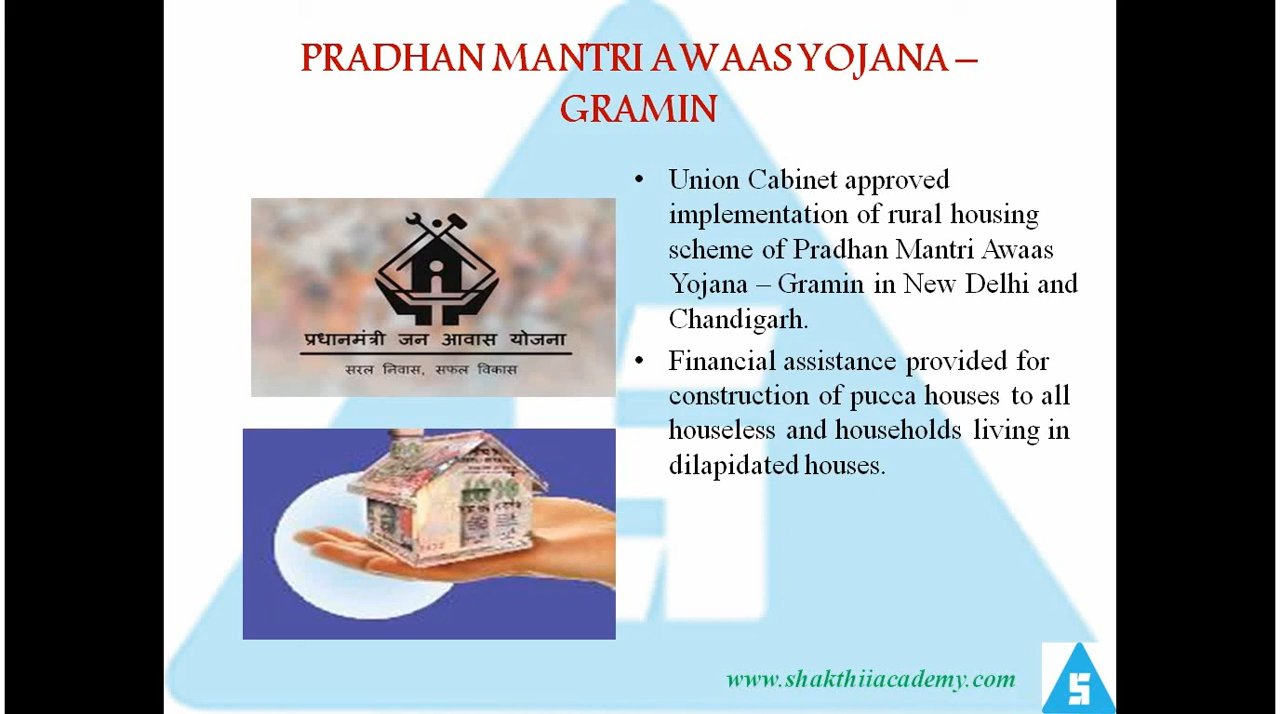 PRADHAN MANTRI AWAAS YOJANA –
GRAMIN
• Union Cabinet approved
implementation of rural housing
scheme of Pradhan Mantri Awaas
Yojana – Gramin in New Delhi and
Chandigarh.
• Financial assistance provided for
construction of pucca houses to all
houseless and households living in
dilapidated houses.
प्रधानमंत्री जन आवास योजना
सरल निवास, सफल विकास
www.shakthiiacademy.com